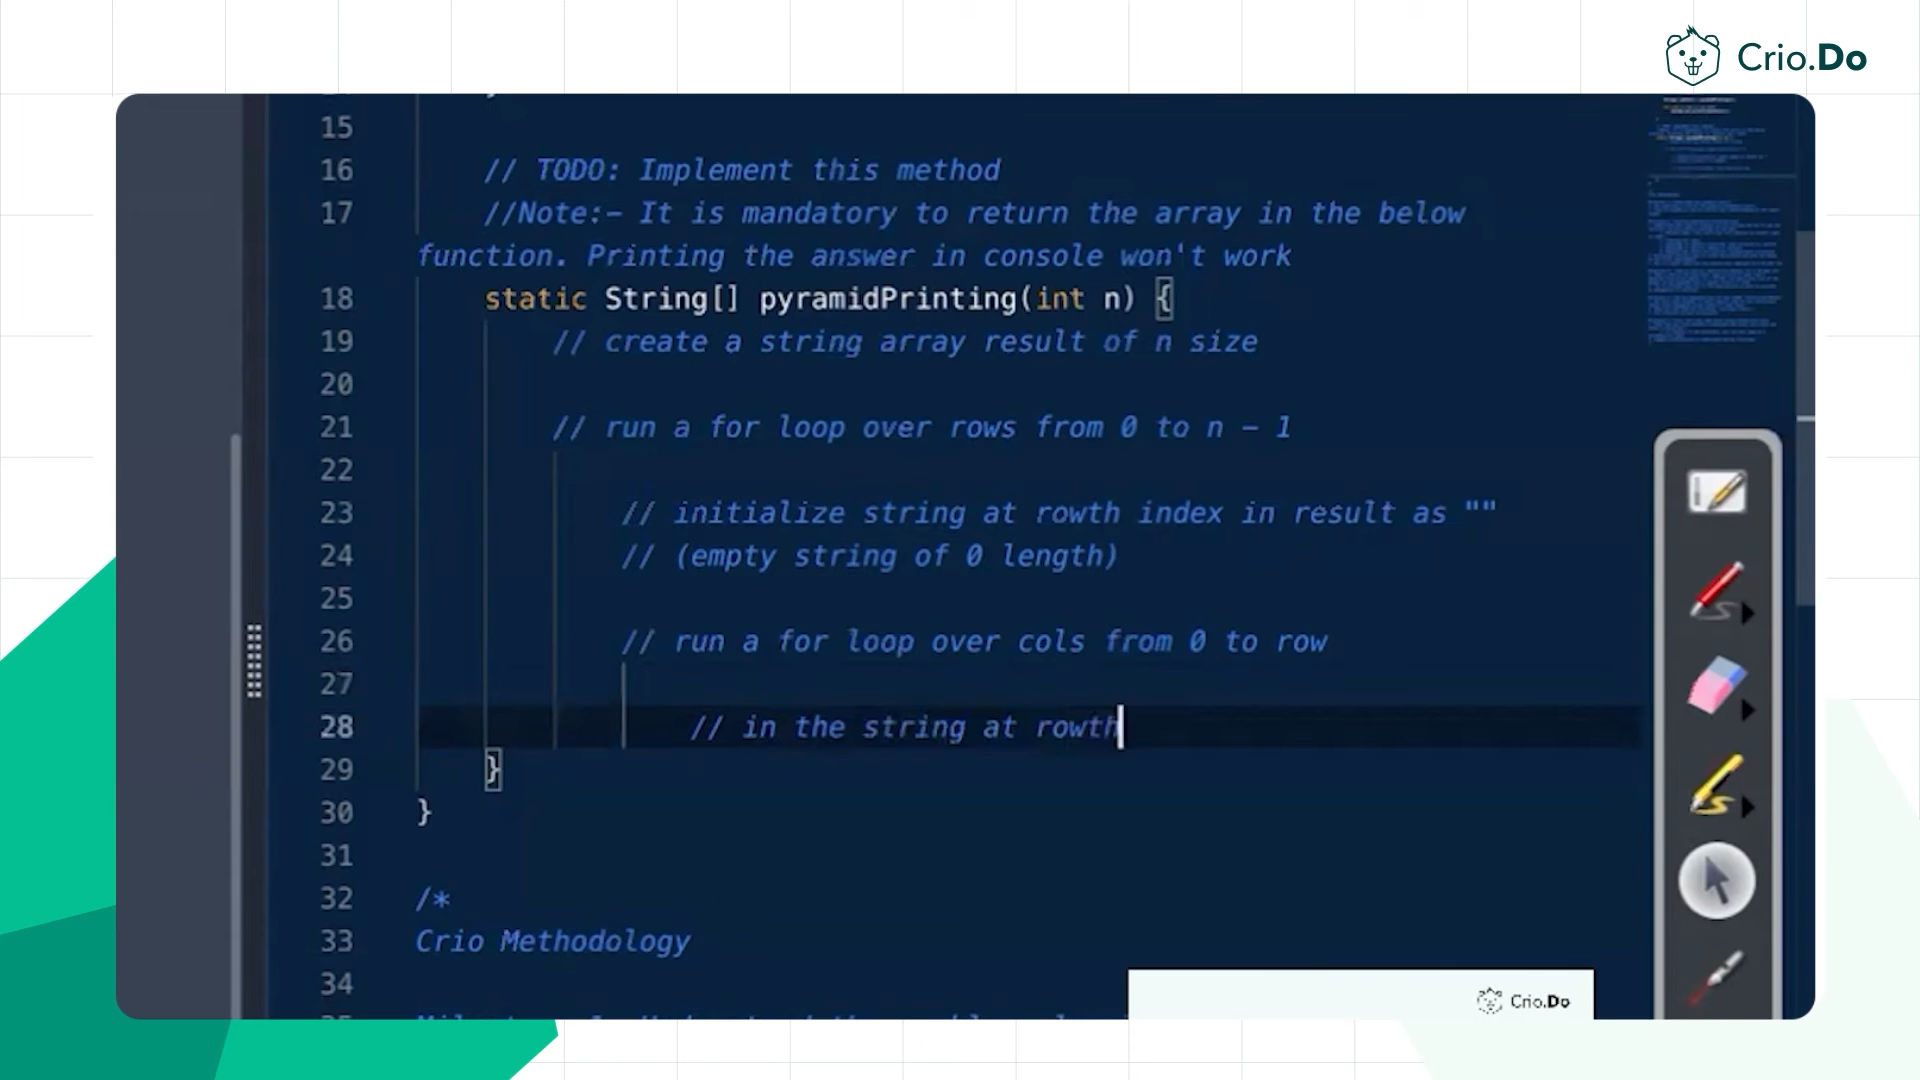 Crio.Do
15
16 // TODO: Implement this method
17 //Note:– It is mandatory to return the array in the below
function. Printing the answer in console won't work
18 static String[] pyramidPrinting(int n) {
19 // create a string array result of n size
20
21 // run a for loop over rows from 0 to n – 1
22
23 // initialize string at rowth index in result as ""
24 // (empty string of 0 length)
25
26 // run a for loop over cols from 0 to row
27
28 // in the string at rowth
29 }
30 }
31
32 /*
33 Crio Methodology
34
Crio.Do